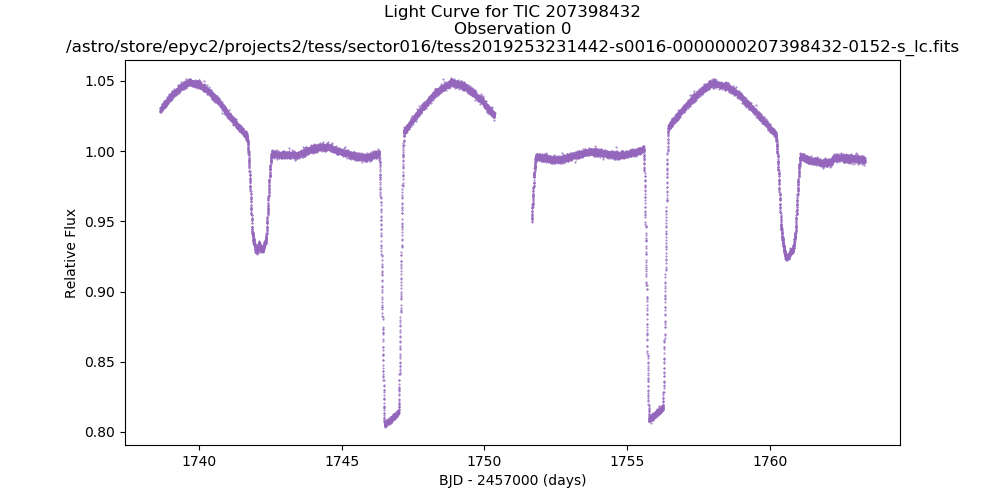 Light Curve for TIC 207398432
Observation 0
/astro/store/epyc2/projects2/tess/sector016/tess2019253231442-s0016-0000000207398432-0152-s_lc.fits
1.05
1.00
0.95
0.90
0.85
0.80
Relative Flux
1740
1745
1750
1755
1760
BJD - 2457000 (days)